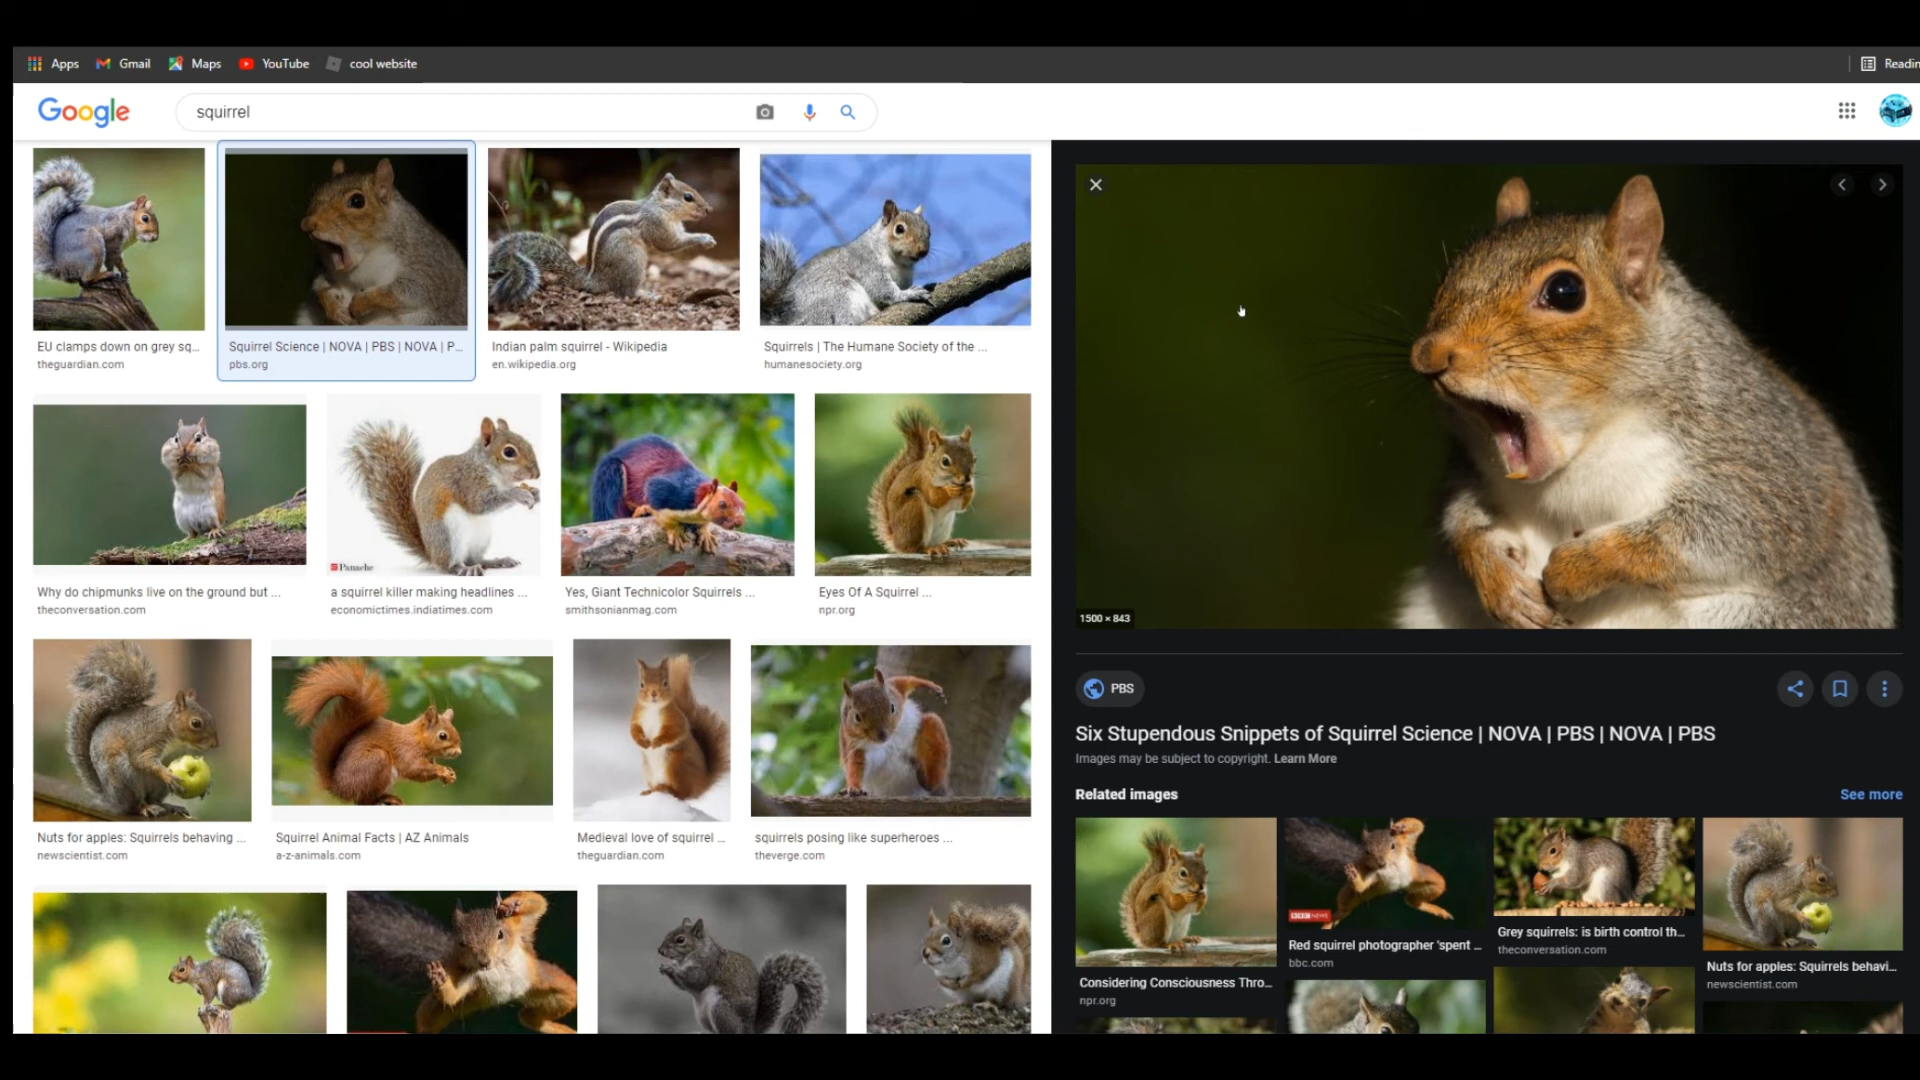 Apps Gmail Maps YouTube cool website Readin
Google squirrel
EU clamps down on grey sq...
theguardian.com
Squirrel Science | NOVA | PBS | NOVA | P...
pbs.org
Indian palm squirrel - Wikipedia
en.wikipedia.org
Squirrels | The Humane Society of the ...
humanesociety.org
Panache
Why do chipmunks live on the ground but ...
theconversation.com
a squirrel killer making headlines ...
economictimes.indiatimes.com
Yes, Giant Technicolor Squirrels ...
smithsonianmag.com
Eyes Of A Squirrel ...
npr.org
Nuts for apples: Squirrels behaving ...
newscientist.com
Squirrel Animal Facts | AZ Animals
a-z-animals.com
Medieval love of squirrel ...
theguardian.com
squirrels posing like superheroes ...
theverge.com
1500 × 843
PBS
Six Stupendous Snippets of Squirrel Science | NOVA | PBS | NOVA | PBS
Images may be subject to copyright. Learn More
Related images
See more
Considering Consciousness Thro...
npr.org
BBC NEWS
Red squirrel photographer 'spent ...
bbc.com
Grey squirrels: is birth control th...
theconversation.com
Nuts for apples: Squirrels behavi...
newscientist.com